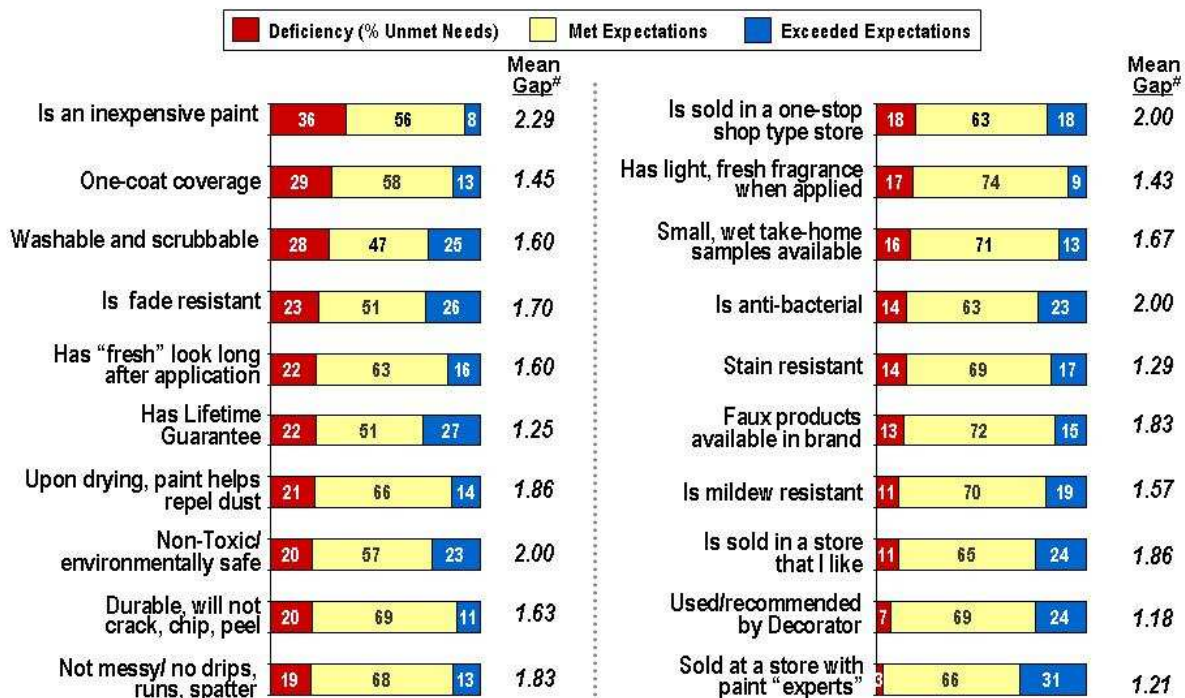 Deficiency (% Unmet Needs) Met Expectations Exceeded Expectations
Mean
Gap#
Is an inexpensive paint 36 56 8 2.29
One-coat coverage 29 58 13 1.45
Washable and scrubbable 28 47 25 1.60
Is fade resistant 23 51 26 1.70
Has “fresh” look long
after application 22 63 16 1.60
Has Lifetime
Guarantee 22 51 27 1.25
Upon drying, paint helps
repel dust 21 66 14 1.86
Non-Toxic/
environmentally safe 20 57 23 2.00
Durable, will not
crack, chip, peel 20 69 11 1.63
Not messy/ no drips,
runs, spatter 19 68 13 1.83
Mean
Gap#
Is sold in a one-stop
shop type store 18 63 18 2.00
Has light, fresh fragrance
when applied 17 74 9 1.43
Small, wet take-home
samples available 16 71 13 1.67
Is anti-bacterial 14 63 23 2.00
Stain resistant 14 69 17 1.29
Faux products
available in brand 13 72 15 1.83
Is mildew resistant 11 70 19 1.57
Is sold in a store
that I like 11 65 24 1.86
Used/recommended
by Decorator 7 69 24 1.18
Sold at a store with
paint “experts” 3 66 31 1.21